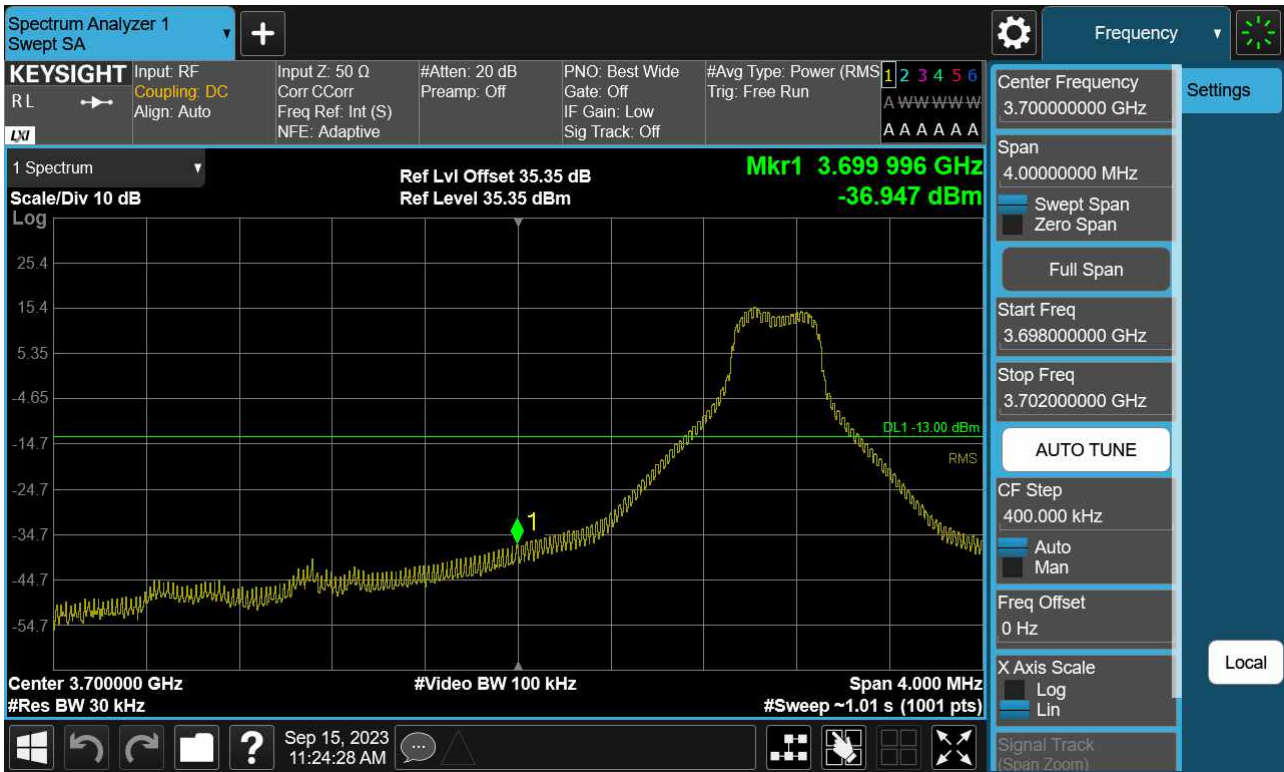 Spectrum Analyzer 1
Swept SA
Frequency
KEYSIGHT
R L
LXI
Input: RF
Coupling: DC
Align: Auto
Input Z: 50 Ω
Corr CCorr
Freq Ref: Int (S)
NFE: Adaptive
#Atten: 20 dB
Preamp: Off
PNO: Best Wide
Gate: Off
IF Gain: Low
Sig Track: Off
#Avg Type: Power (RMS
Trig: Free Run
1 2 3 4 5 6
A W W W W W
A A A A A A
1 Spectrum
Scale/Div 10 dB
Log
Ref Lvl Offset 35.35 dB
Ref Level 35.35 dBm
Mkr1 3.699 996 GHz
-36.947 dBm
25.4
15.4
5.35
-4.65
-14.7
-24.7
-34.7
-44.7
-54.7
DL1 -13.00 dBm
RMS
1
Center 3.700000 GHz
#Res BW 30 kHz
#Video BW 100 kHz
Span 4.000 MHz
#Sweep ~1.01 s (1001 pts)
Center Frequency
3.700000000 GHz
Span
4.00000000 MHz
Swept Span
Zero Span
Full Span
Start Freq
3.698000000 GHz
Stop Freq
3.702000000 GHz
AUTO TUNE
CF Step
400.000 kHz
Auto
Man
Freq Offset
0 Hz
X Axis Scale
Log
Lin
Signal Track
(Span Zoom)
Settings
Local
?
Sep 15, 2023
11:24:28 AM